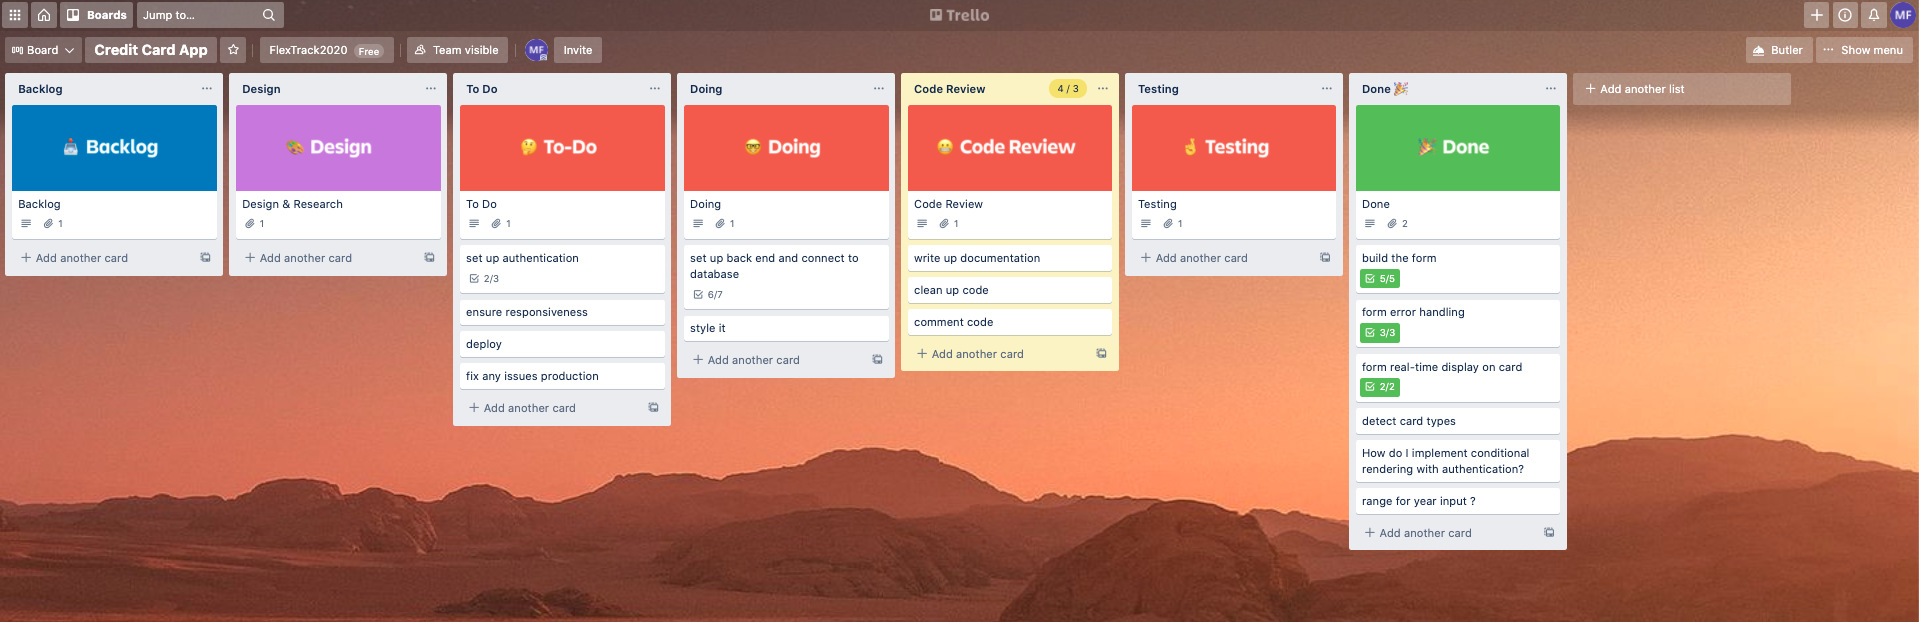 Boards
Jump to...
Trello
MF
Board
Credit Card App
FlexTrack2020 Free
Team visible
MF
Invite
Butler
Show menu
Backlog
Backlog
Backlog
1
Add another card
Design
Design
Design & Research
1
Add another card
To Do
To-Do
To Do
1
set up authentication
2/3
ensure responsiveness
deploy
fix any issues production
Add another card
Doing
Doing
Doing
1
set up back end and connect to
database
6/7
style it
Add another card
Code Review 4 / 3
Code Review
Code Review
1
write up documentation
clean up code
comment code
Add another card
Testing
Testing
Testing
1
Add another card
Done
Done
Done
2
build the form
5/5
form error handling
3/3
form real-time display on card
2/2
detect card types
How do I implement conditional
rendering with authentication?
range for year input ?
Add another card
Add another list